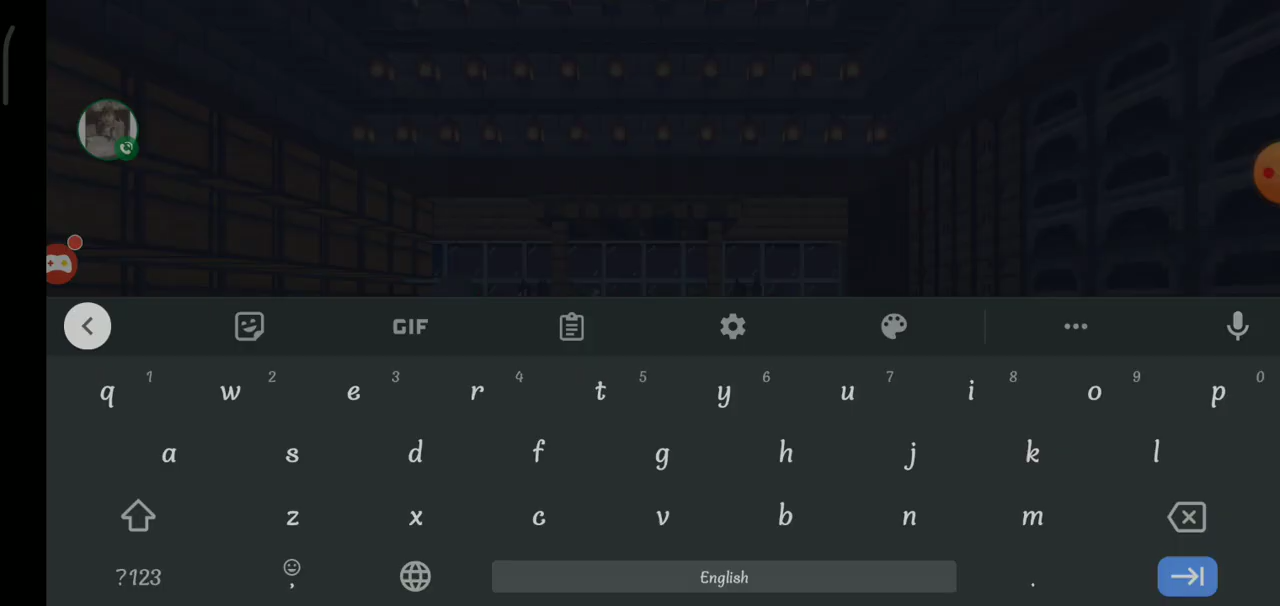 GIF
q 1 w 2 e 3 r 4 t 5 y 6 u 7 i 8 o 9 p 0
a s d f g h j k l
z x c v b n m
?123 , English .